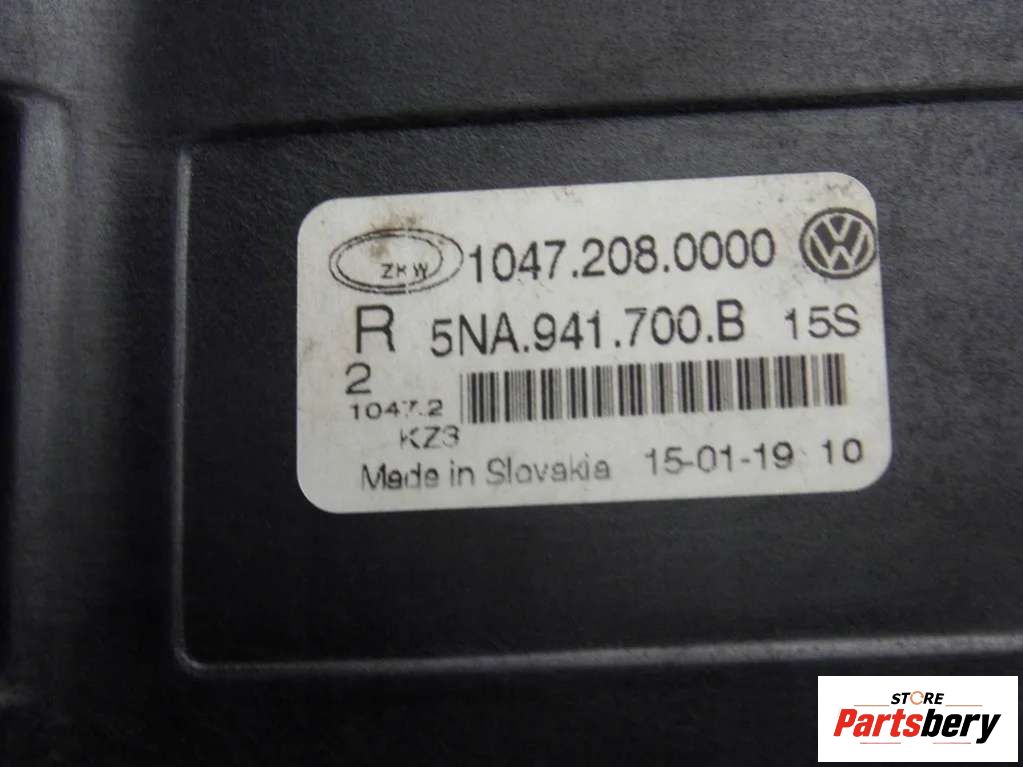 ZKW 1047.208.0000 VW
R 5NA.941.700.B 15S
2
1047.2
KZ3
Made in Slovakia 15-01-19 10
STORE
Partsbery